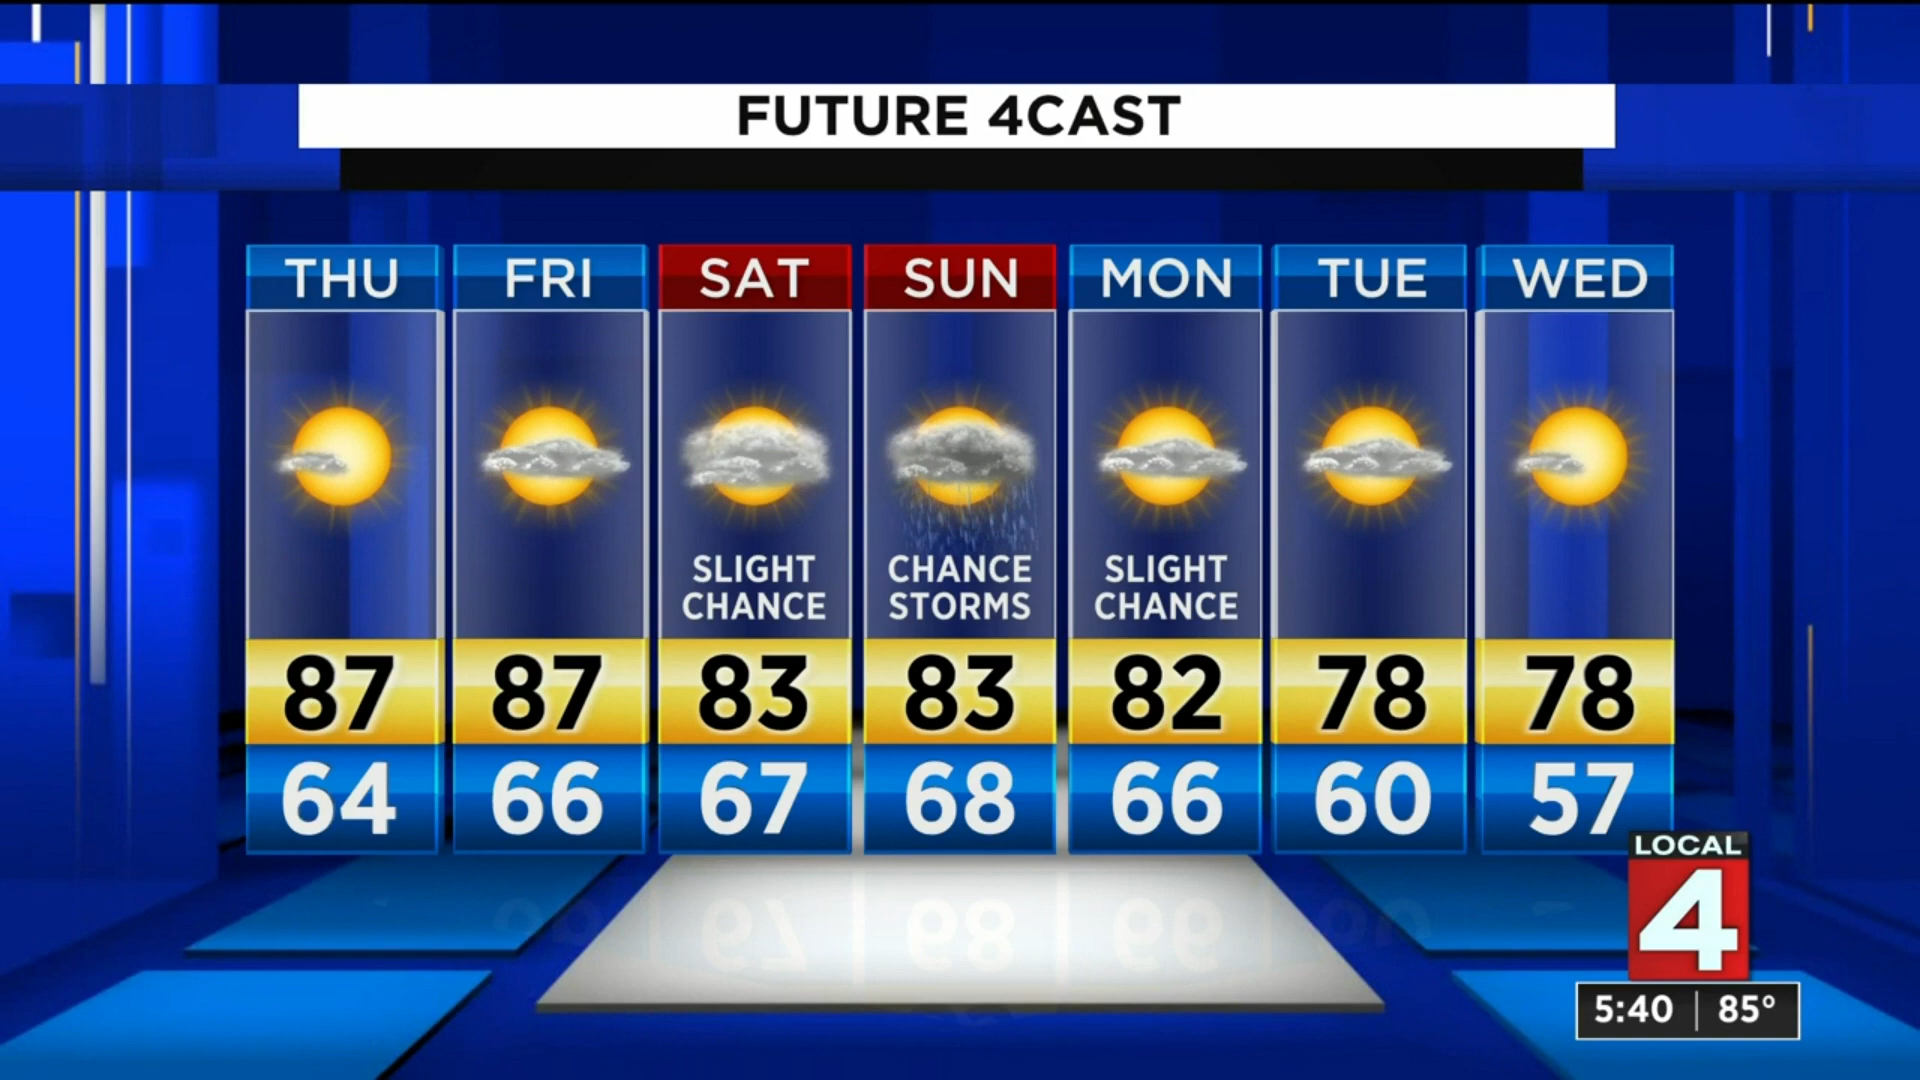 FUTURE 4CAST
THU FRI SAT SUN MON TUE WED
SLIGHT CHANCE SLIGHT
CHANCE STORMS CHANCE
87 87 83 83 82 78 78
64 66 67 68 66 60 57
LOCAL
4
5:40 85°